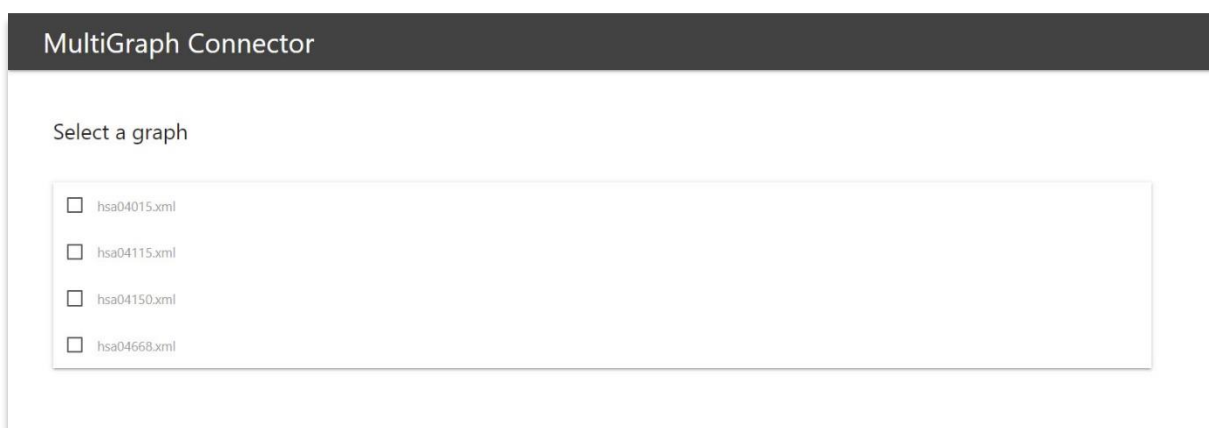 MultiGraph Connector
Select a graph
hsa04015.xml
hsa04115.xml
hsa04150.xml
hsa04668.xml